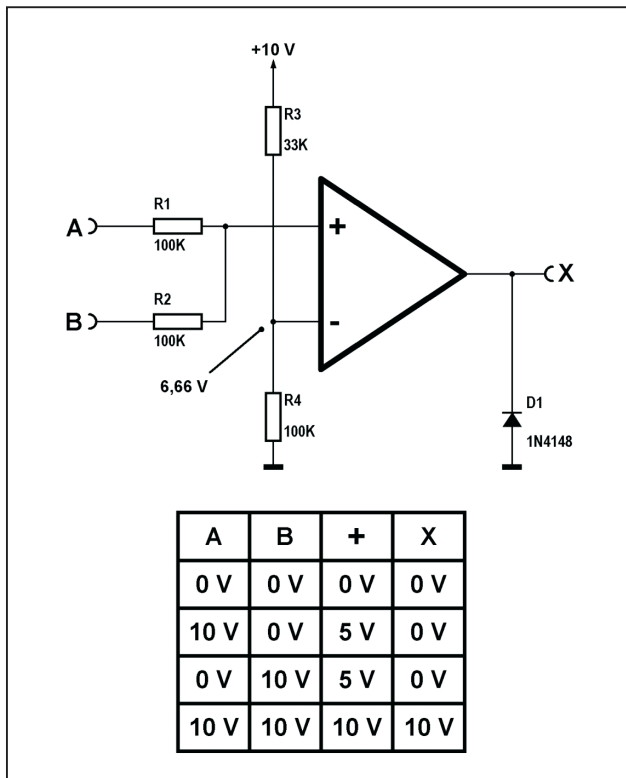 +10 V
R3
33K
R1
A
100K
+
X
R2
B
100K
-
6,66 V
R4
100K
D1
1N4148
A B + X
0 V 0 V 0 V 0 V
10 V 0 V 5 V 0 V
0 V 10 V 5 V 0 V
10 V 10 V 10 V 10 V